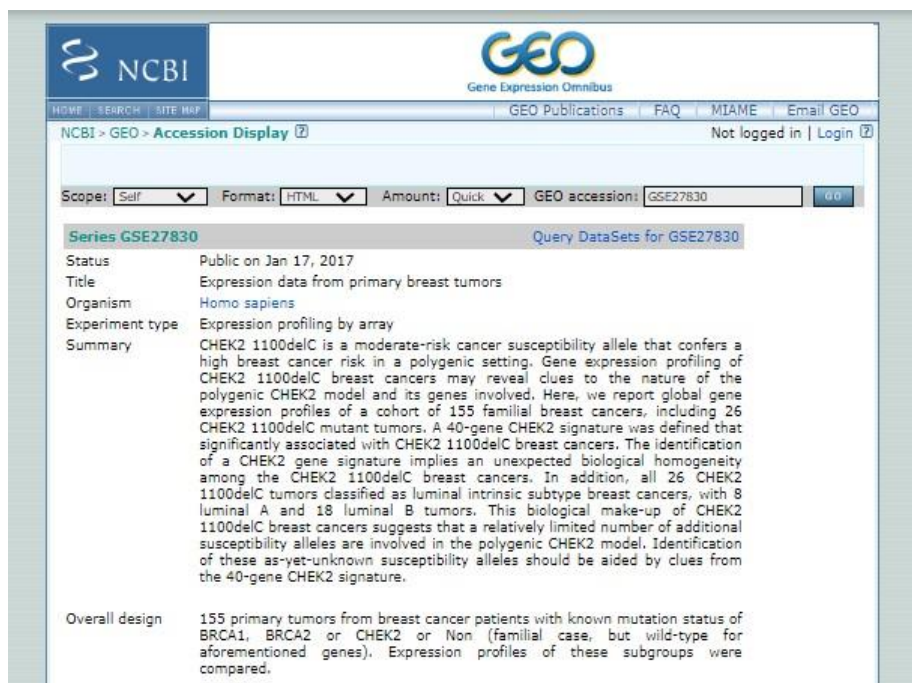 NCBI
GEO
Gene Expression Omnibus
HOME | SEARCH | SITE MAP
GEO Publications | FAQ | MIAME | Email GEO
NCBI > GEO > Accession Display ?
Not logged in | Login ?
Scope: Self Format: HTML Amount: Quick GEO accession: GSE27830 GO
Series GSE27830 Query DataSets for GSE27830
Status Public on Jan 17, 2017
Title Expression data from primary breast tumors
Organism Homo sapiens
Experiment type Expression profiling by array
Summary CHEK2 1100delC is a moderate-risk cancer susceptibility allele that confers a
high breast cancer risk in a polygenic setting. Gene expression profiling of
CHEK2 1100delC breast cancers may reveal clues to the nature of the
polygenic CHEK2 model and its genes involved. Here, we report global gene
expression profiles of a cohort of 155 familial breast cancers, including 26
CHEK2 1100delC mutant tumors. A 40-gene CHEK2 signature was defined that
significantly associated with CHEK2 1100delC breast cancers. The identification
of a CHEK2 gene signature implies an unexpected biological homogeneity
among the CHEK2 1100delC breast cancers. In addition, all 26 CHEK2
1100delC tumors classified as luminal intrinsic subtype breast cancers, with 8
luminal A and 18 luminal B tumors. This biological make-up of CHEK2
1100delC breast cancers suggests that a relatively limited number of additional
susceptibility alleles are involved in the polygenic CHEK2 model. Identification
of these as-yet-unknown susceptibility alleles should be aided by clues from
the 40-gene CHEK2 signature.
Overall design 155 primary tumors from breast cancer patients with known mutation status of
BRCA1, BRCA2 or CHEK2 or Non (familial case, but wild-type for
aforementioned genes). Expression profiles of these subgroups were
compared.